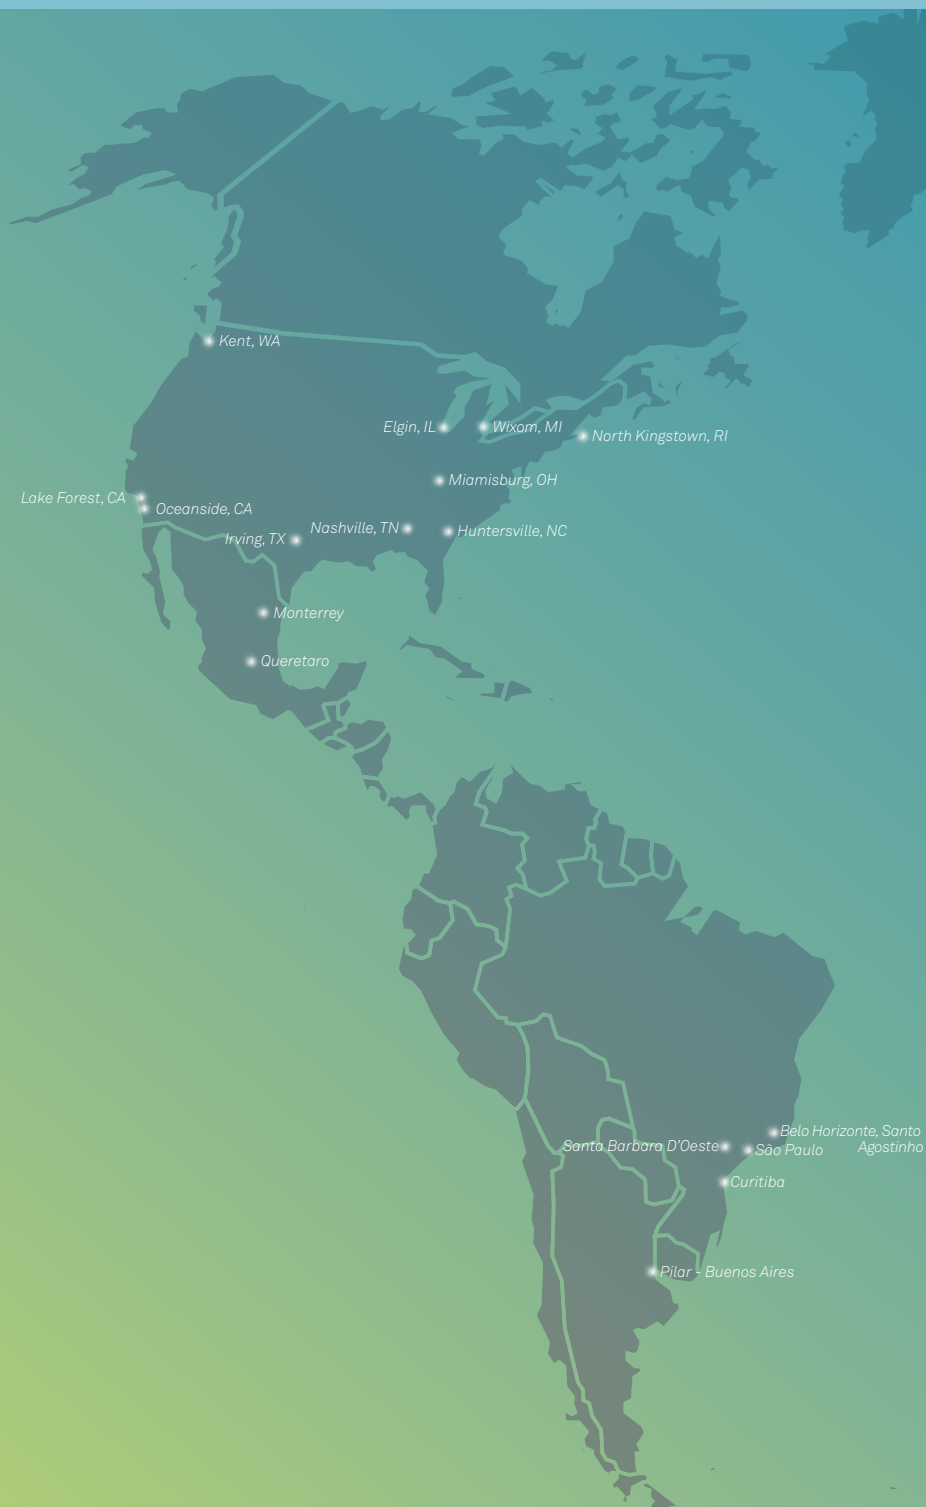 Kent, WA
Elgin, IL
Wixom, MI
North Kingstown, RI
Miamisburg, OH
Lake Forest, CA
Oceanside, CA
Nashville, TN
Huntersville, NC
Irving, TX
Monterrey
Queretaro
Belo Horizonte, Santo
Agostinho
Santa Barbara D'Oeste
São Paulo
Curitiba
Pilar - Buenos Aires